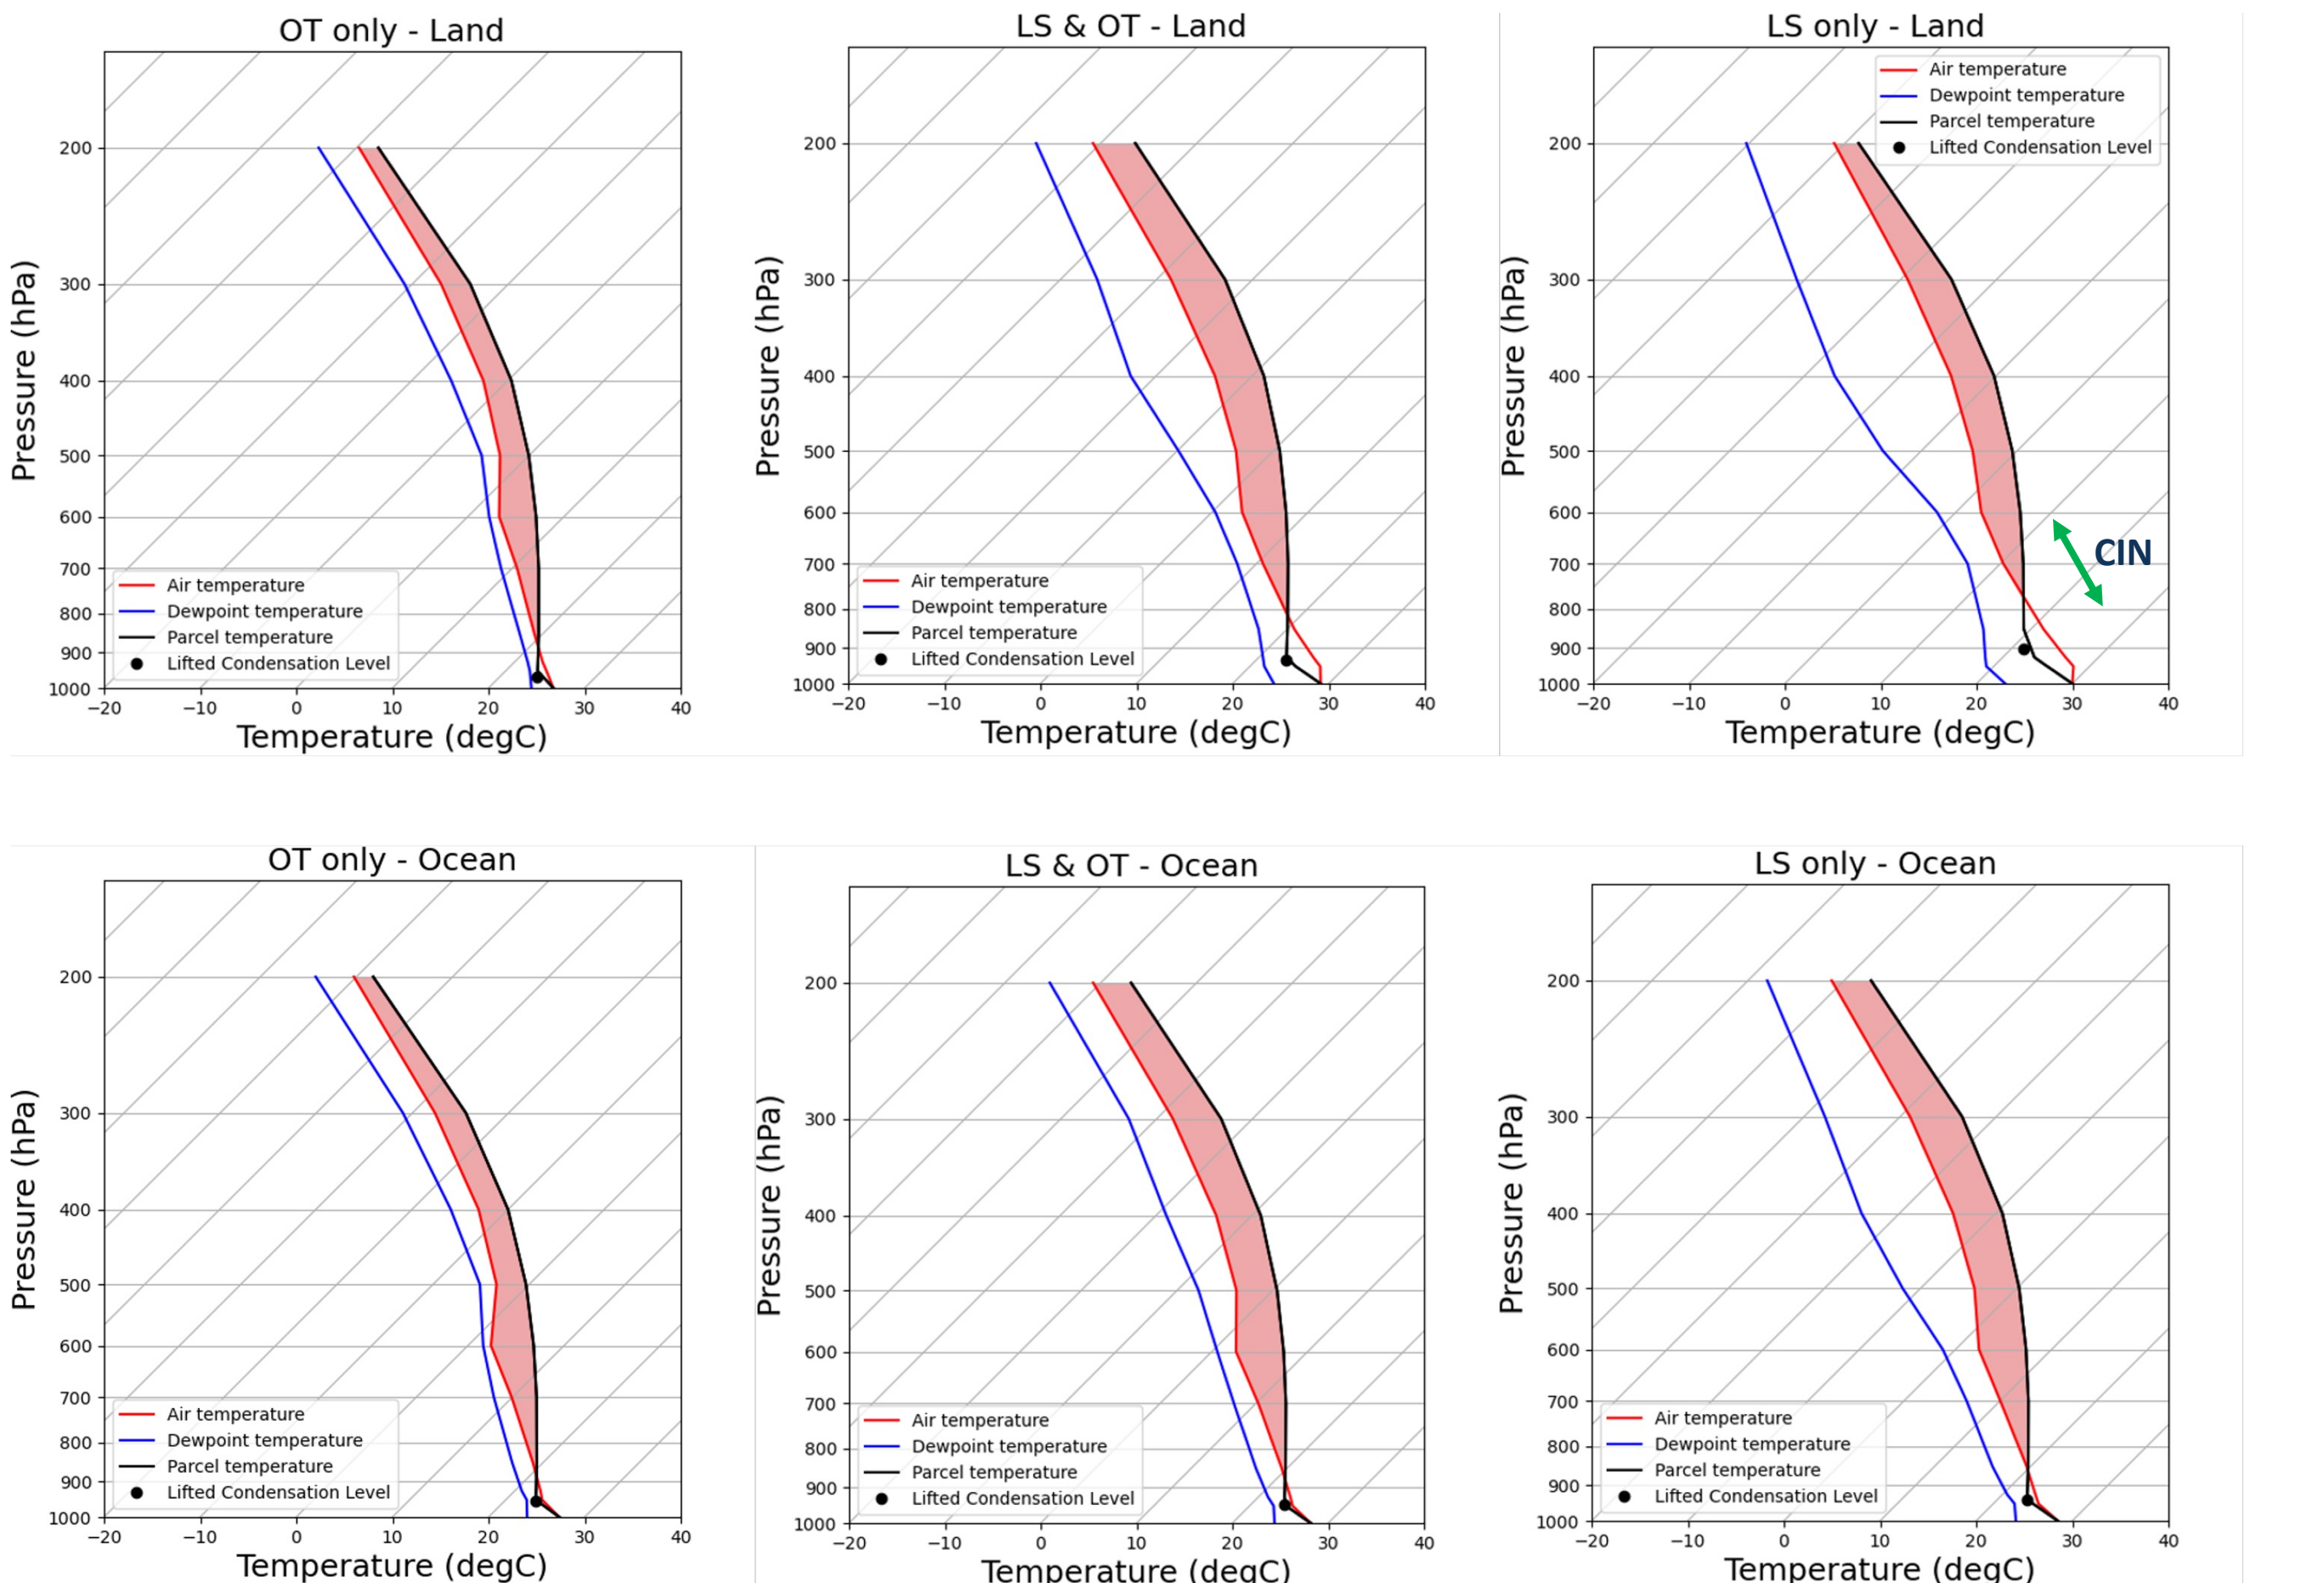 OT only - Land
Pressure (hPa)
200
300
400
500
600
700
800
900
1000
Air temperature
Dewpoint temperature
Parcel temperature
Lifted Condensation Level
−20 −10 0 10 20 30 40
Temperature (degC)
LS & OT - Land
Pressure (hPa)
200
300
400
500
600
700
800
900
1000
Air temperature
Dewpoint temperature
Parcel temperature
Lifted Condensation Level
−20 −10 0 10 20 30 40
Temperature (degC)
LS only - Land
Air temperature
Dewpoint temperature
Parcel temperature
Lifted Condensation Level
Pressure (hPa)
200
300
400
500
600
700
800
900
1000
CIN
−20 −10 0 10 20 30 40
Temperature (degC)
OT only - Ocean
Pressure (hPa)
200
300
400
500
600
700
800
900
1000
Air temperature
Dewpoint temperature
Parcel temperature
Lifted Condensation Level
−20 −10 0 10 20 30 40
Temperature (degC)
LS & OT - Ocean
Pressure (hPa)
200
300
400
500
600
700
800
900
1000
Air temperature
Dewpoint temperature
Parcel temperature
Lifted Condensation Level
−20 −10 0 10 20 30 40
Temperature (degC)
LS only - Ocean
Pressure (hPa)
200
300
400
500
600
700
800
900
1000
Air temperature
Dewpoint temperature
Parcel temperature
Lifted Condensation Level
−20 −10 0 10 20 30 40
Temperature (degC)